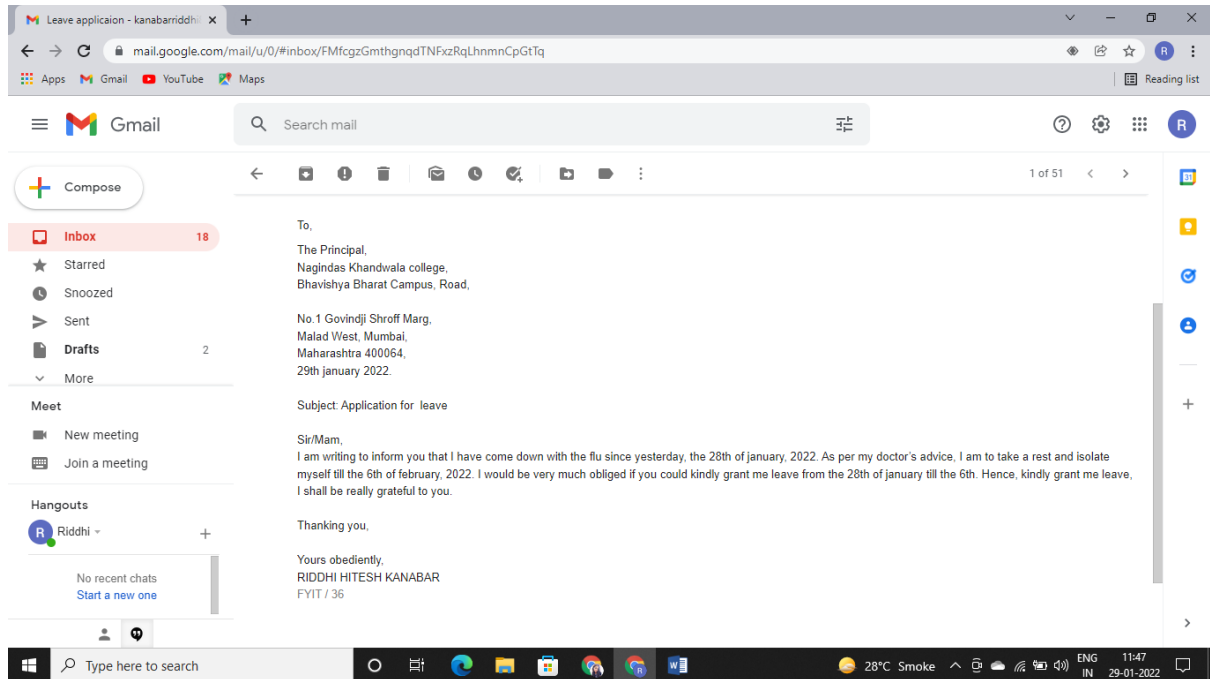 Leave applicaion - kanabarriddhi
mail.google.com/mail/u/0/#inbox/FMfcgzGmthgnqdTNFxzRqLhnmnCpGtTq
R
Apps Gmail YouTube Maps Reading list
Gmail
Search mail
R
Compose
1 of 51
31
Inbox 18
Starred
Snoozed
Sent
Drafts 2
More
Meet
New meeting
Join a meeting
Hangouts
R Riddhi
No recent chats
Start a new one
To,
The Principal,
Nagindas Khandwala college,
Bhavishya Bharat Campus, Road,
No.1 Govindji Shroff Marg,
Malad West, Mumbai,
Maharashtra 400064,
29th january 2022.
Subject: Application for  leave
Sir/Mam,
I am writing to inform you that I have come down with the flu since yesterday, the 28th of january, 2022. As per my doctor's advice, I am to take a rest and isolate
myself till the 6th of february, 2022. I would be very much obliged if you could kindly grant me leave from the 28th of january till the 6th. Hence, kindly grant me leave,
I shall be really grateful to you.
Thanking you,
Yours obediently,
RIDDHI HITESH KANABAR
FYIT / 36
Type here to search
W
28°C Smoke
ENG
IN
11:47
29-01-2022